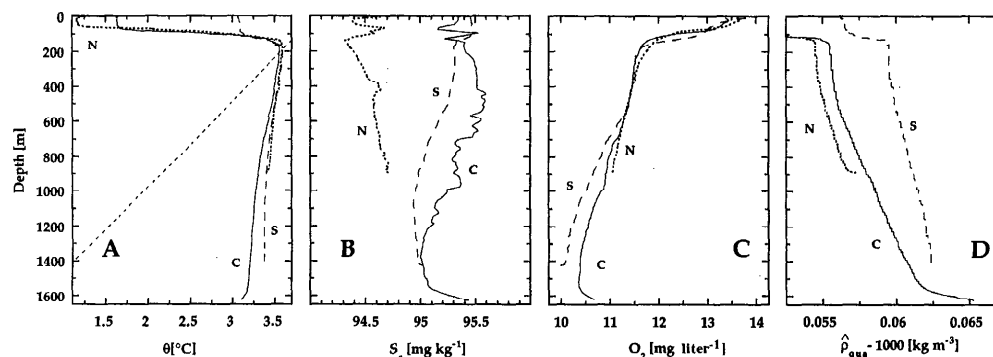 0
200
400
600
800
1000
1200
1400
1600
Depth [m]
N
S
C
A
1.5 2 2.5 3 3.5
θ[°C]
N
S
C
B
94.5 95 95.5
S [mg kg⁻¹]
S
N
C
C
10 11 12 13 14
O₂ [mg liter⁻¹]
N
S
C
D
0.055 0.06 0.065
ρ̂qua - 1000 [kg m⁻³]